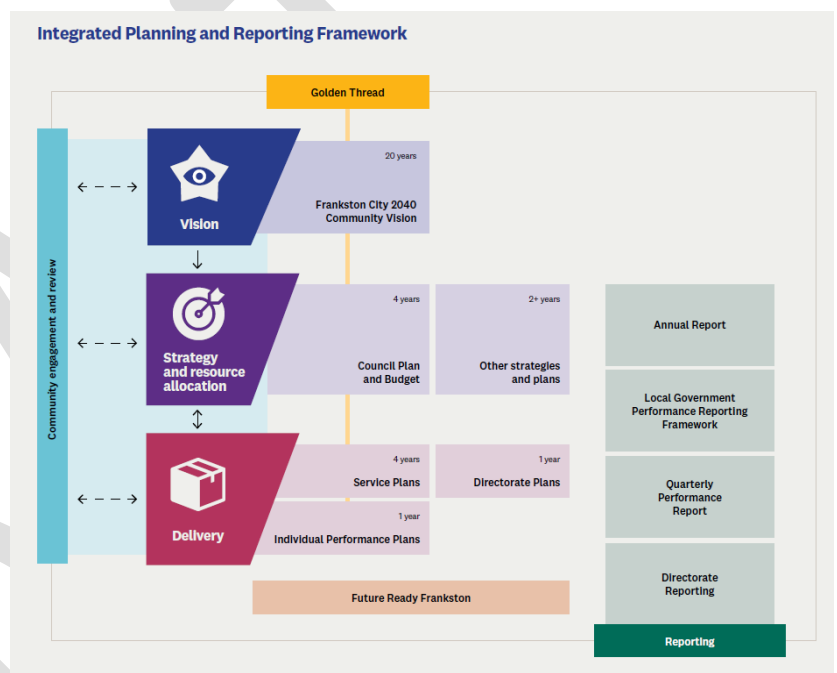 Integrated Planning and Reporting Framework
Golden Thread
Community engagement and review
Vision
20 years
Frankston City 2040
Community Vision
Strategy
and resource
allocation
4 years
Council Plan
and Budget
2+ years
Other strategies
and plans
Delivery
4 years
Service Plans
1 year
Directorate Plans
1 year
Individual Performance Plans
Future Ready Frankston
Annual Report
Local Government
Performance Reporting
Framework
Quarterly
Performance
Report
Directorate
Reporting
Reporting